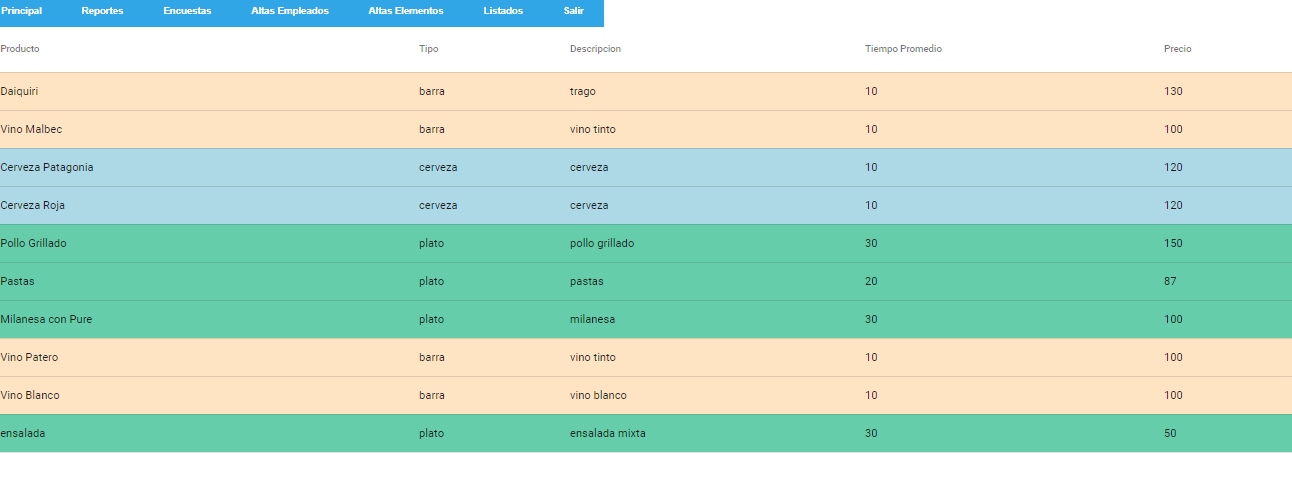 Principal Reportes Encuestas Altas Empleados Altas Elementos Listados Salir
Producto Tipo Descripcion Tiempo Promedio Precio
Daiquiri barra trago 10 130
Vino Malbec barra vino tinto 10 100
Cerveza Patagonia cerveza cerveza 10 120
Cerveza Roja cerveza cerveza 10 120
Pollo Grillado plato pollo grillado 30 150
Pastas plato pastas 20 87
Milanesa con Pure plato milanesa 30 100
Vino Patero barra vino tinto 10 100
Vino Blanco barra vino blanco 10 100
ensalada plato ensalada mixta 30 50